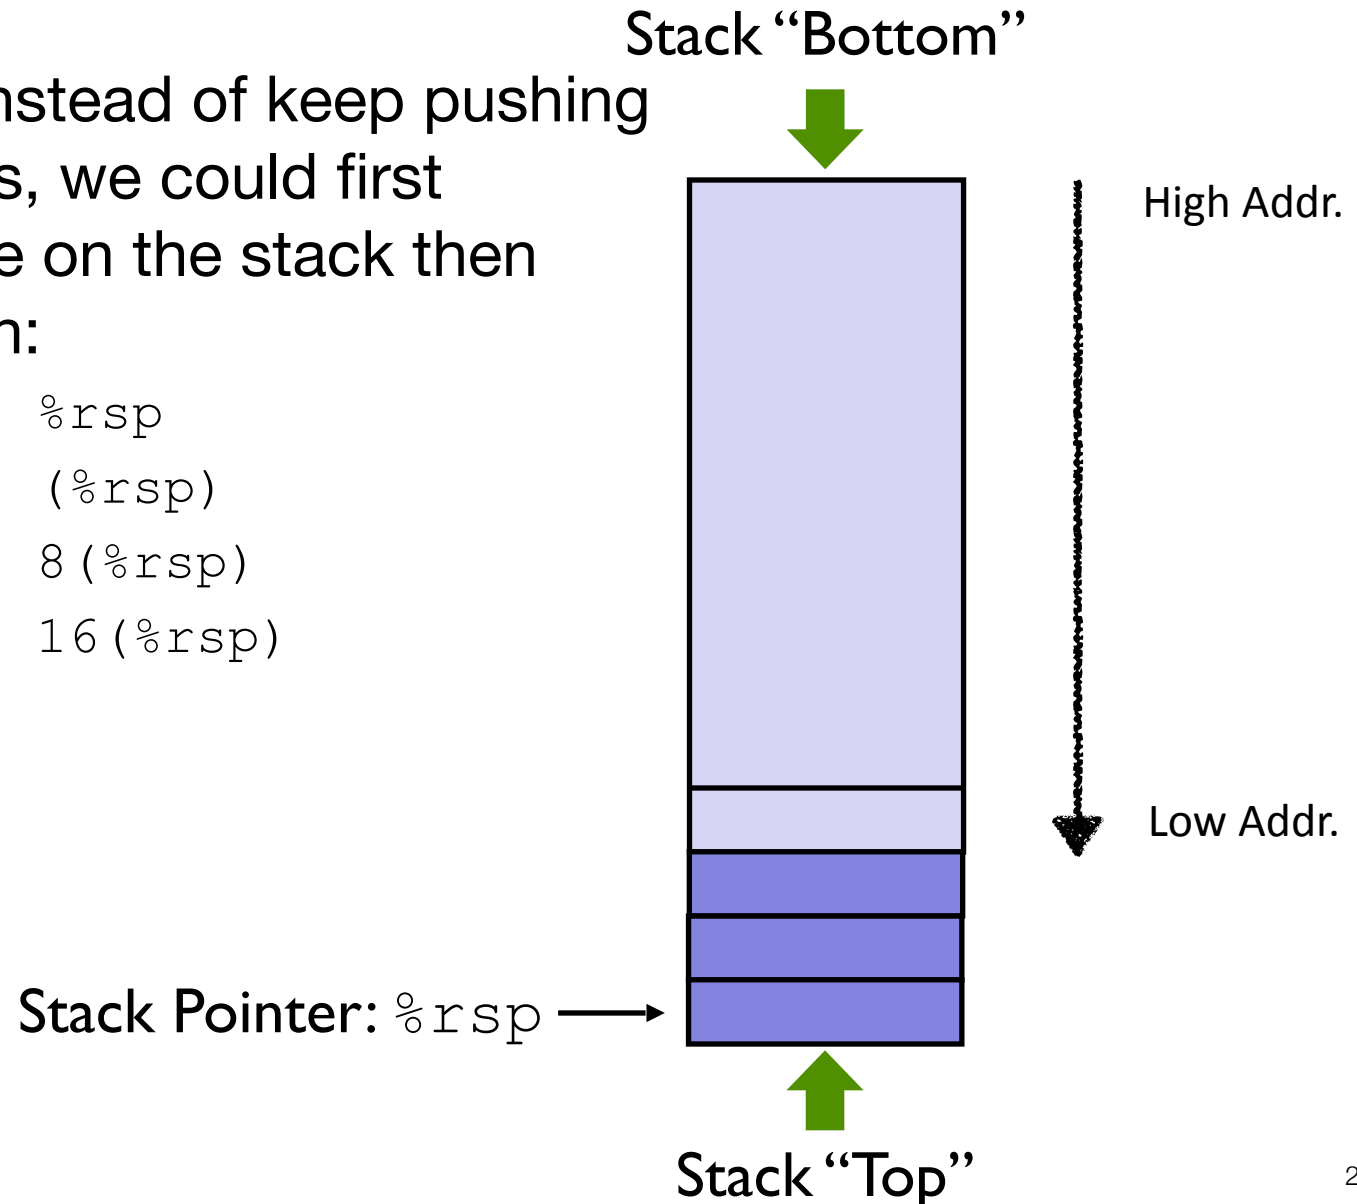 Stack “Bottom”
nstead of keep pushing
s, we could first
e on the stack then
n:
%rsp
(%rsp)
8(%rsp)
16(%rsp)
High Addr.
Low Addr.
Stack Pointer: %rsp
Stack “Top”
2